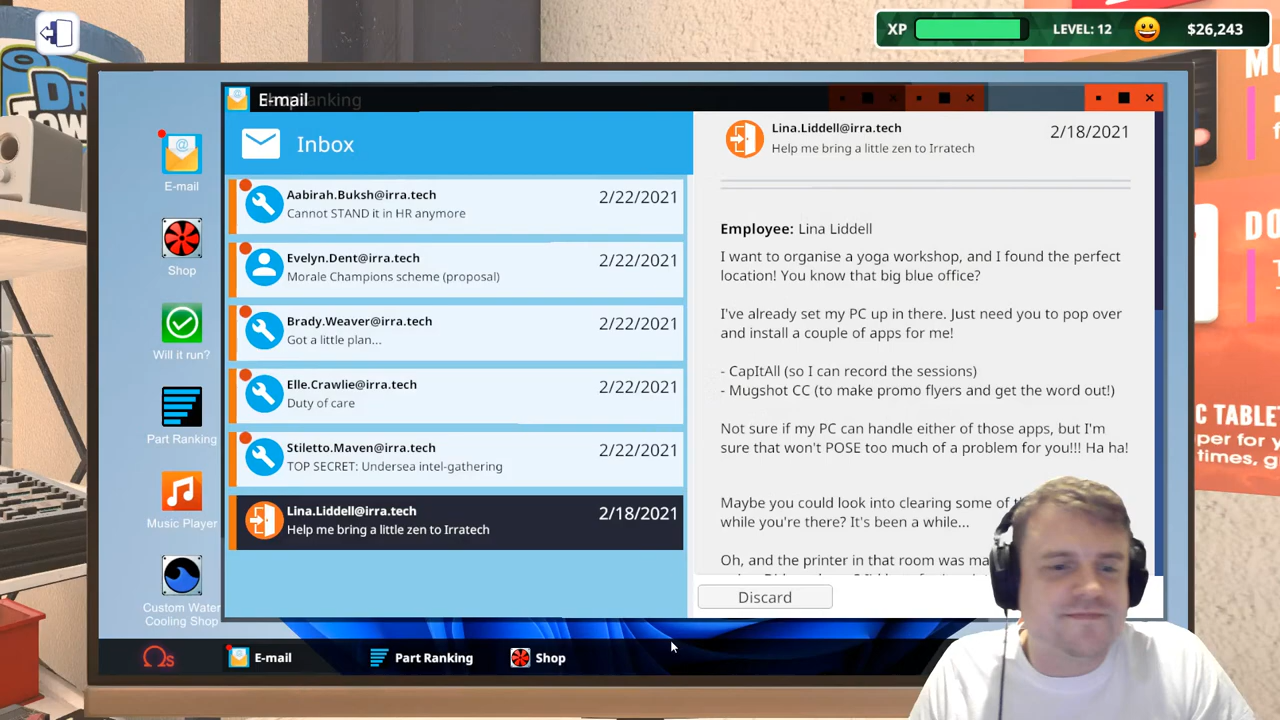 XP
LEVEL: 12
$26,243
E-mail
Inbox
Lina.Liddell@irra.tech
2/18/2021
Help me bring a little zen to Irratech
Aabirah.Buksh@irra.tech
2/22/2021
Cannot STAND it in HR anymore
Evelyn.Dent@irra.tech
2/22/2021
Morale Champions scheme (proposal)
Brady.Weaver@irra.tech
2/22/2021
Got a little plan...
Elle.Crawlie@irra.tech
2/22/2021
Duty of care
Stiletto.Maven@irra.tech
2/22/2021
TOP SECRET: Undersea intel-gathering
Lina.Liddell@irra.tech
2/18/2021
Help me bring a little zen to Irratech
Employee: Lina Liddell
I want to organise a yoga workshop, and I found the perfect
location! You know that big blue office?
I've already set my PC up in there. Just need you to pop over
and install a couple of apps for me!
- CapItAll (so I can record the sessions)
- Mugshot CC (to make promo flyers and get the word out!)
Not sure if my PC can handle either of those apps, but I'm
sure that won't POSE too much of a problem for you!!! Ha ha!
Maybe you could look into clearing some of
while you're there? It's been a while...
Oh, and the printer in that room was
Discard
E-mail
Shop
Will it run?
Part Ranking
Music Player
Custom Water
Cooling Shop
E-mail
Part Ranking
Shop
C TABLET
per for y
times, g